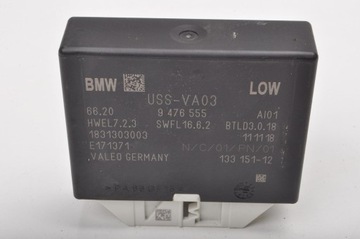 BMW LOW
USS-VA03
66.20 9 476 555 AI01
HWEL7.2.3 SWFL16.6.2 BTLD3.0.18
1831303003 11.11.18
E171371 N/C/01/PN/01
VALEO GERMANY 133 151-12